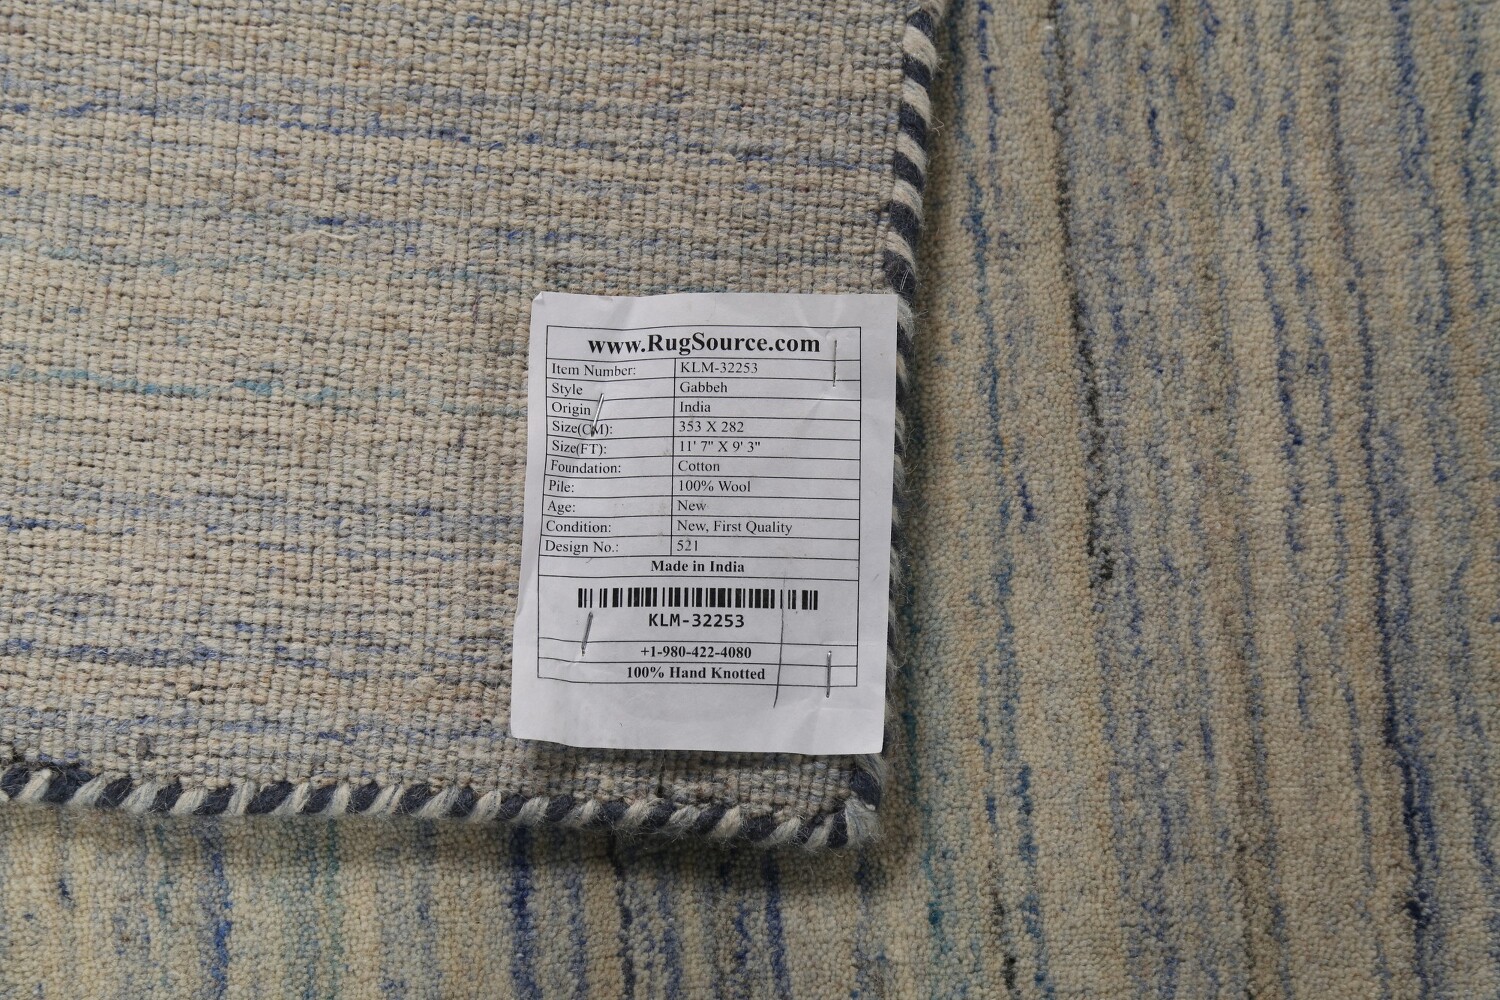 www.RugSource.com
Item Number: KLM-32253
Style Gabbeh
Origin India
Size(CM): 353 X 282
Size(FT): 11' 7" X 9' 3"
Foundation: Cotton
Pile: 100% Wool
Age: New
Condition: New, First Quality
Design No.: 521
Made in India
KLM-32253
+1-980-422-4080
100% Hand Knotted